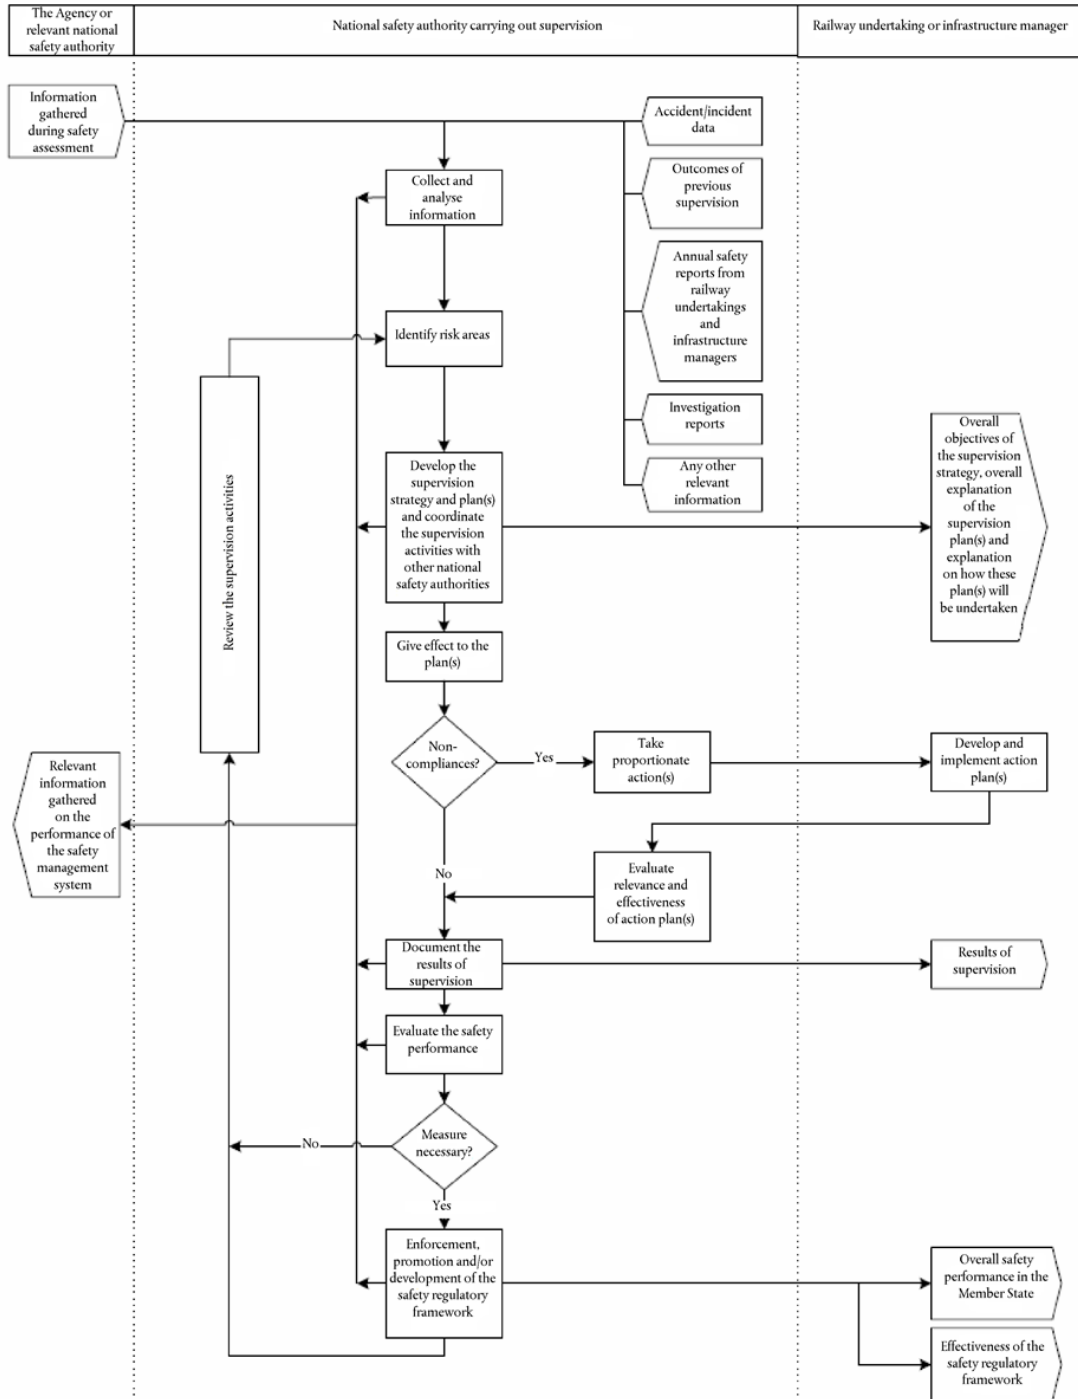 The Agency or
relevant national
safety authority
National safety authority carrying out supervision
Railway undertaking or infrastructure manager
Information
gathered
during safety
assessment
Accident/incident
data
Collect and
analyse
information
Outcomes of
previous
supervision
Annual safety
reports from
railway
undertakings
and
infrastructure
managers
Identify risk areas
Investigation
reports
Any other
relevant
information
Develop the
supervision
strategy and plan(s)
and coordinate
the supervision
activities with
other national
safety authorities
Overall
objectives of
the supervision
strategy, overall
explanation
of the
supervision
plan(s) and
explanation
on how these
plan(s) will
be undertaken
Review the supervision activities
Give effect to the
plan(s)
Non-
compliances?
Yes
Take
proportionate
action(s)
Develop and
implement action
plan(s)
Relevant
information
gathered
on the
performance of
the safety
management
system
No
Evaluate
relevance and
effectiveness
of action plan(s)
Document the
results of
supervision
Results of
supervision
Evaluate the safety
performance
Measure
necessary?
No
Yes
Enforcement,
promotion and/or
development of the
safety regulatory
framework
Overall safety
performance in the
Member State
Effectiveness of the
safety regulatory
framework